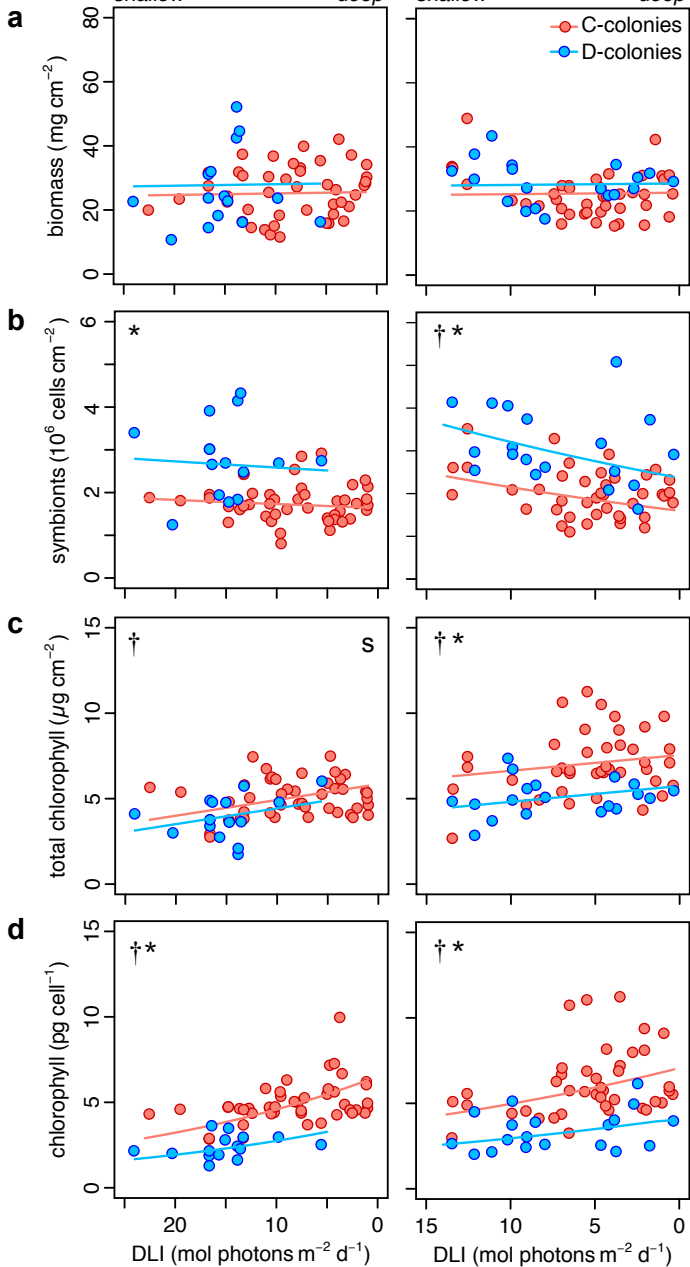 shallow deep shallow deep
a
C-colonies
D-colonies
biomass (mg cm⁻²)
80
60
40
20
0
b
* † *
symbionts (10⁶ cells cm⁻²)
6
4
2
0
c
† s † *
total chlorophyll (µg cm⁻²)
15
10
5
0
d
† * † *
chlorophyll (pg cell⁻¹)
15
10
5
0
20 10 0 15 10 5 0
DLI (mol photons m⁻² d⁻¹) DLI (mol photons m⁻² d⁻¹)